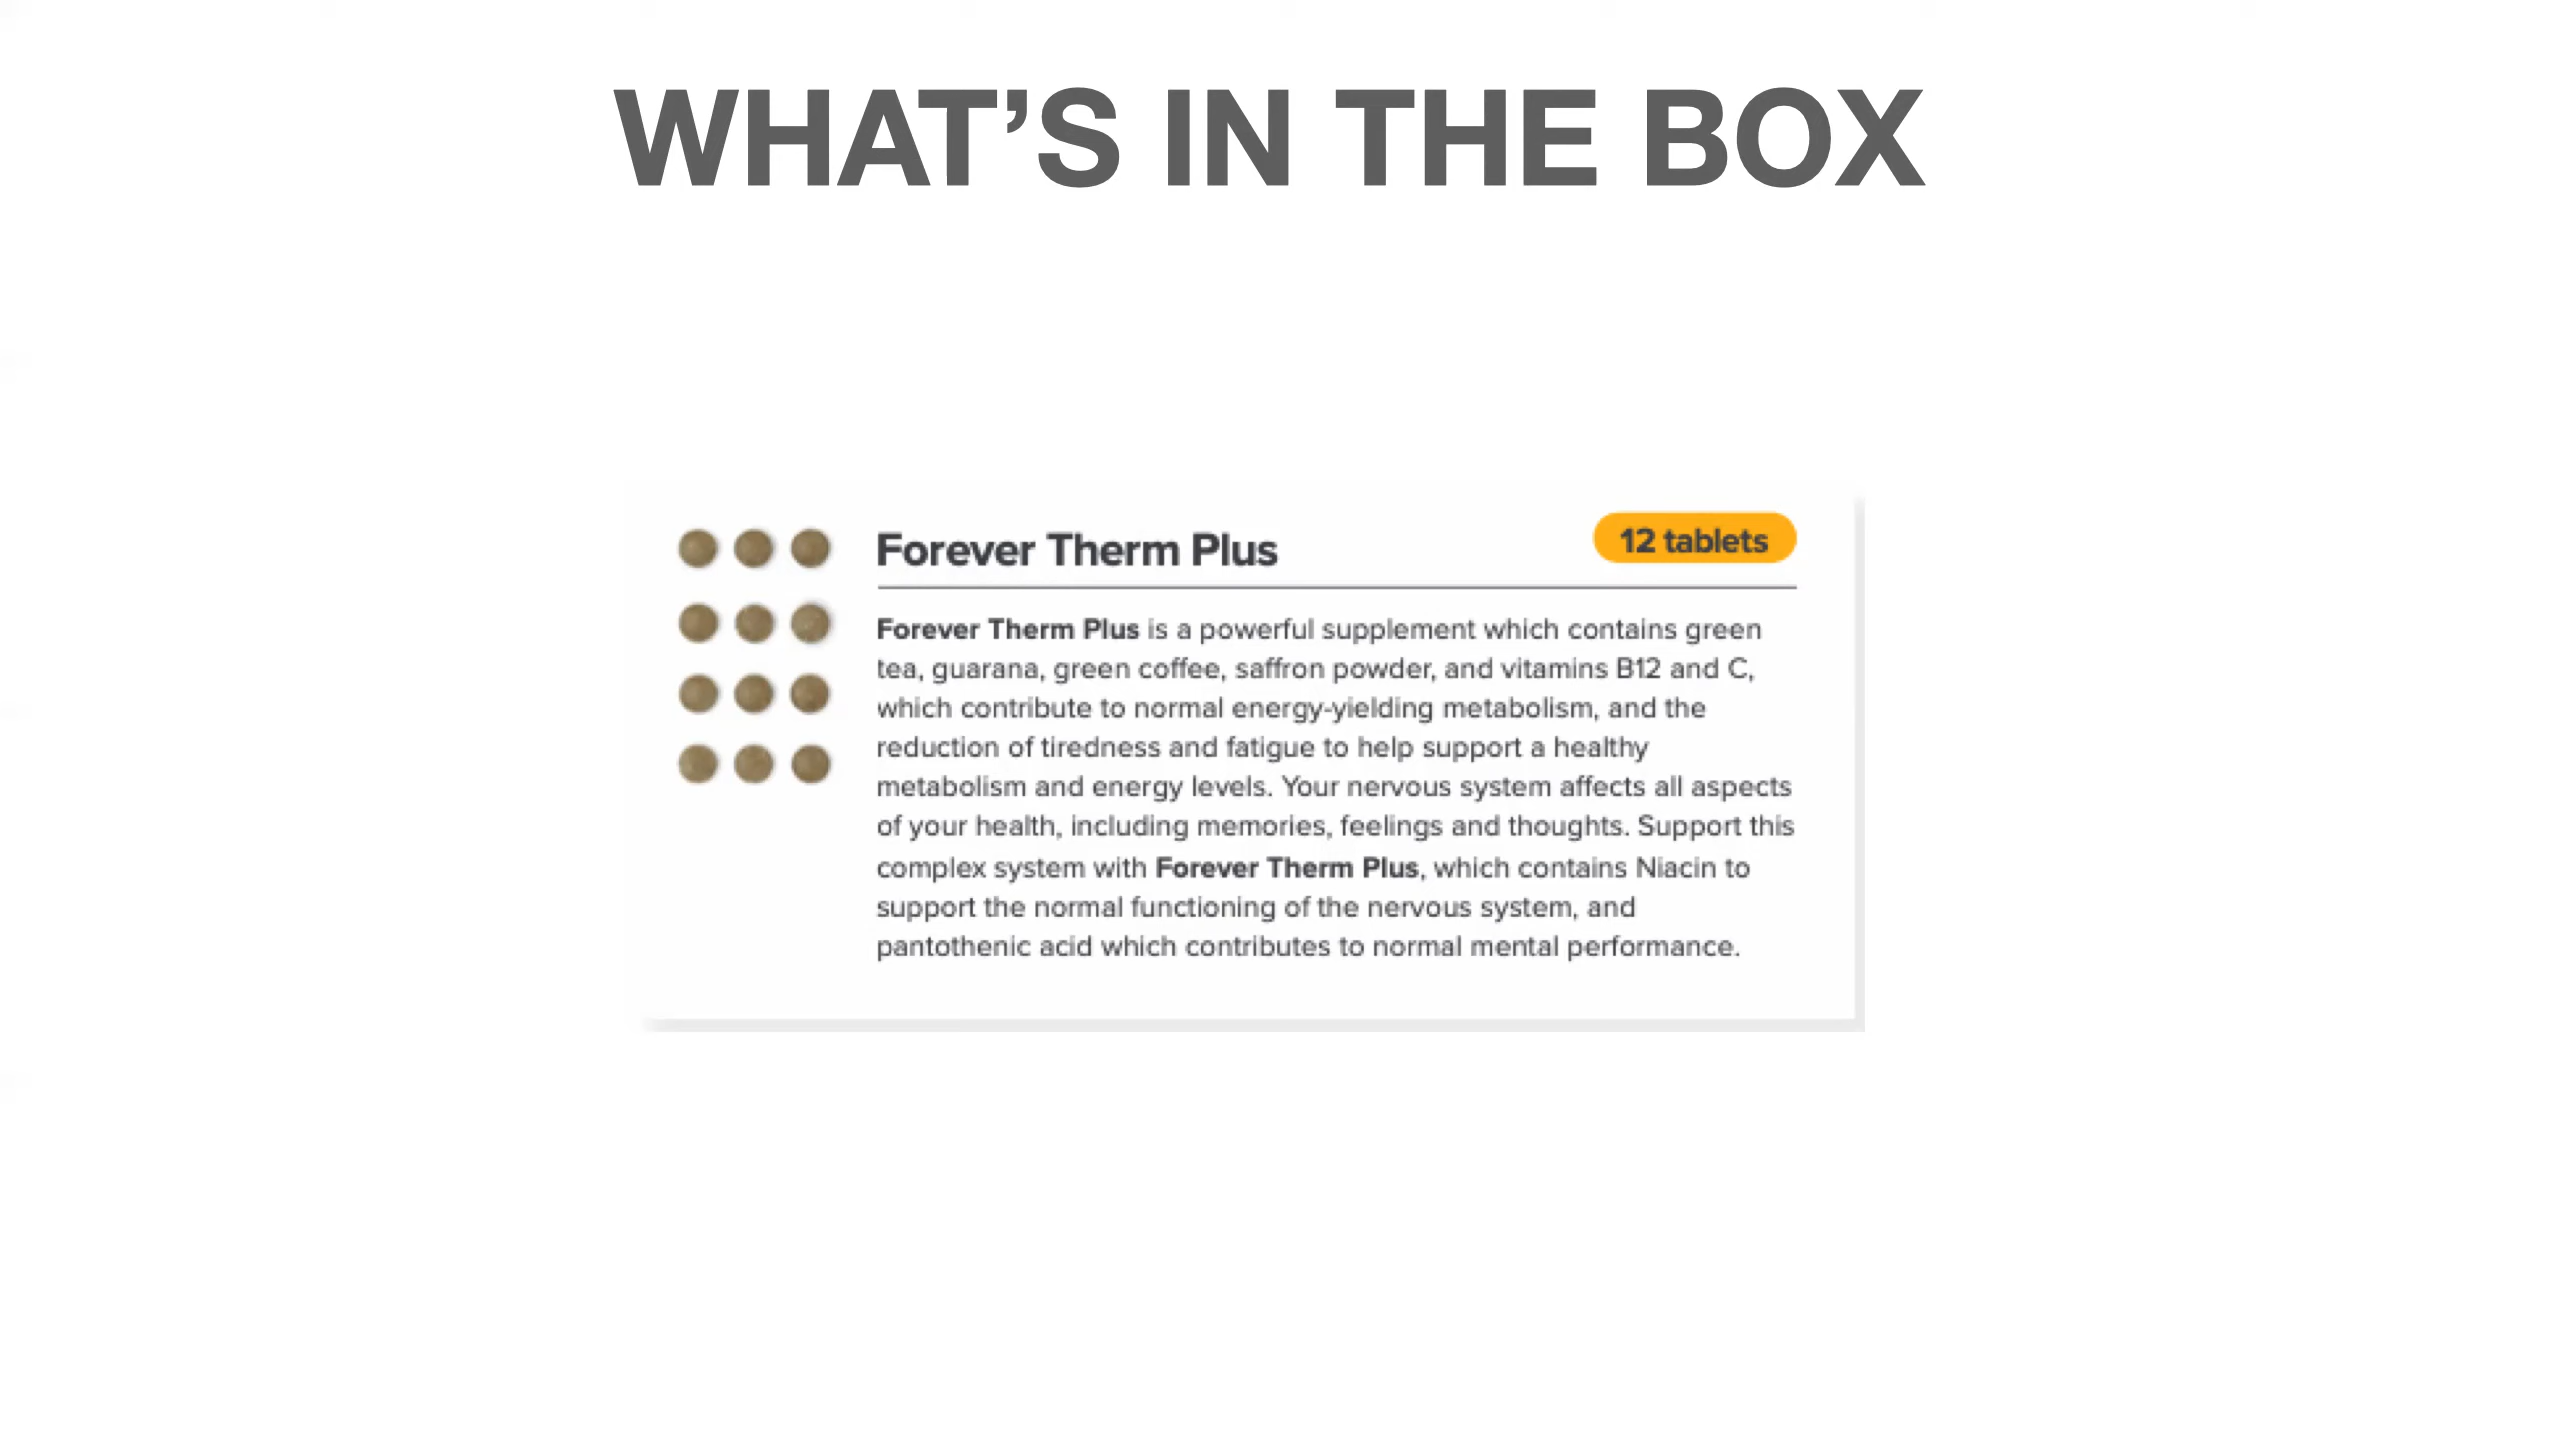 WHAT’S IN THE BOX
Forever Therm Plus
12 tablets
Forever Therm Plus is a powerful supplement which contains green
tea, guarana, green coffee, saffron powder, and vitamins B12 and C,
which contribute to normal energy-yielding metabolism, and the
reduction of tiredness and fatigue to help support a healthy
metabolism and energy levels. Your nervous system affects all aspects
of your health, including memories, feelings and thoughts. Support this
complex system with Forever Therm Plus, which contains Niacin to
support the normal functioning of the nervous system, and
pantothenic acid which contributes to normal mental performance.